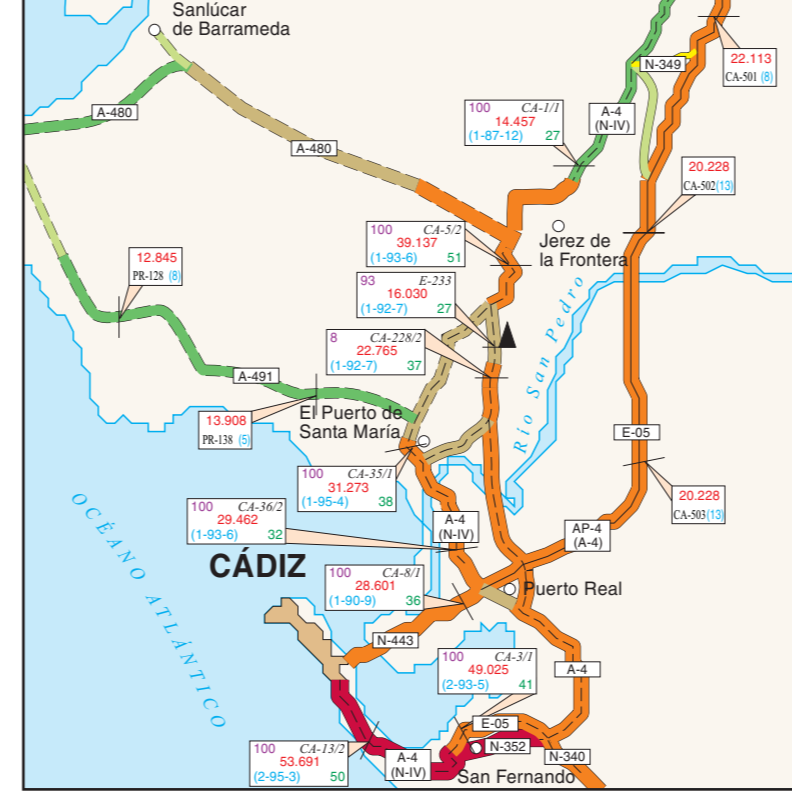 Sanlúcar
de Barrameda
22.113
CA-501 (8)
N-349
A-480
100 CA-1/1
14.457
(1-87-12) 27
A-4
(N-IV)
A-480
20.228
CA-502(13)
100 CA-5/2
39.137
(1-93-6) 51
Jerez de
la Frontera
12.845
PR-128 (8)
93 E-233
16.030
(1-92-7) 27
Rio San Pedro
8 CA-228/2
22.765
(1-92-7) 37
A-491
13.908
PR-138 (5)
El Puerto de
Santa María
E-05
100 CA-35/1
31.273
(1-95-4) 38
20.228
CA-503(13)
100 CA-36/2
29.462
(1-93-6) 32
A-4
(N-IV)
AP-4
(A-4)
OCÉANO ATLÁNTICO
CÁDIZ
100 CA-8/1
28.601
(1-90-9) 36
Puerto Real
N-443
100 CA-3/1
49.025
(2-93-5) 41
A-4
E-05
N-352
N-340
100 CA-13/2
53.691
(2-95-3) 50
A-4
(N-IV)
San Fernando